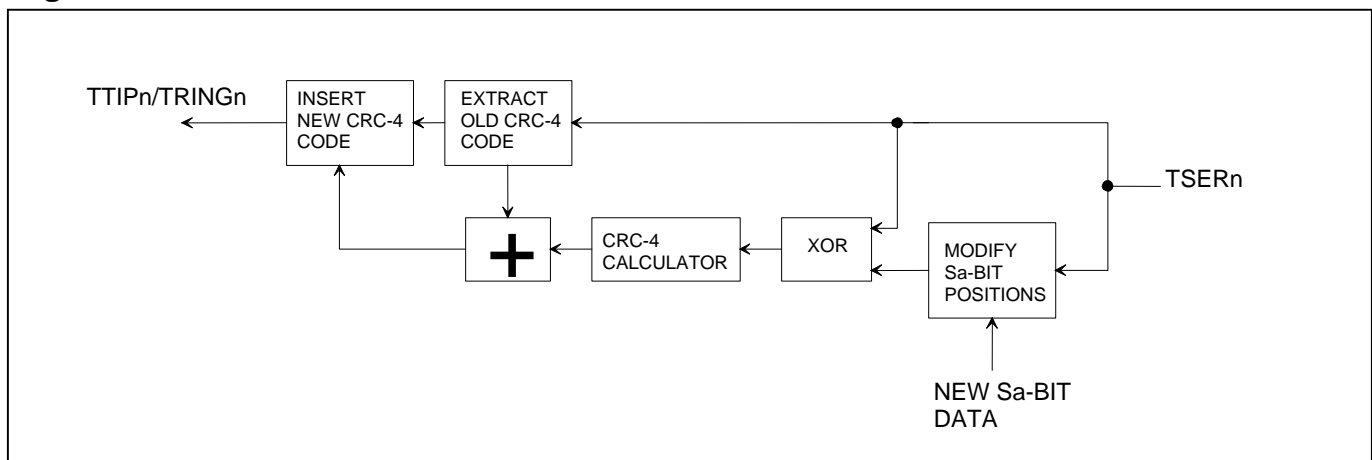 TTIPn/TRINGn
INSERT
NEW CRC-4
CODE
EXTRACT
OLD CRC-4
CODE
TSERn
+
CRC-4
CALCULATOR
XOR
MODIFY
Sa-BIT
POSITIONS
NEW Sa-BIT
DATA